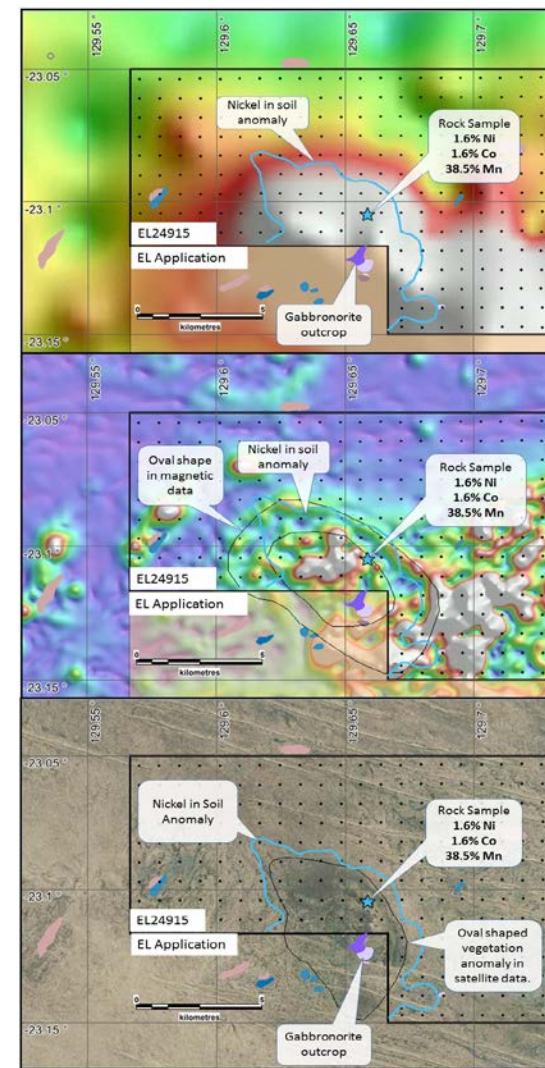 129.55
129.6
129.65
129.7
-23.05°
Nickel in soil
anomaly
Rock Sample
1.6% Ni
1.6% Co
38.5% Mn
-23.1°
EL24915
EL Application
0
5
kilometres
Gabbronorite
outcrop
-23.15°
129.55
129.6
129.65
129.7
-23.05°
Oval shape
in magnetic
data
Nickel in soil
anomaly
Rock Sample
1.6% Ni
1.6% Co
38.5% Mn
-23.1°
EL24915
EL Application
0
5
kilometres
-23.15°
129.55
129.6
129.65
129.7
-23.05°
Nickel in Soil
Anomaly
Rock Sample
1.6% Ni
1.6% Co
38.5% Mn
-23.1°
EL24915
EL Application
Oval shaped
vegetation
anomaly in
satellite data.
0
5
kilometres
Gabbronorite
outcrop
-23.15°